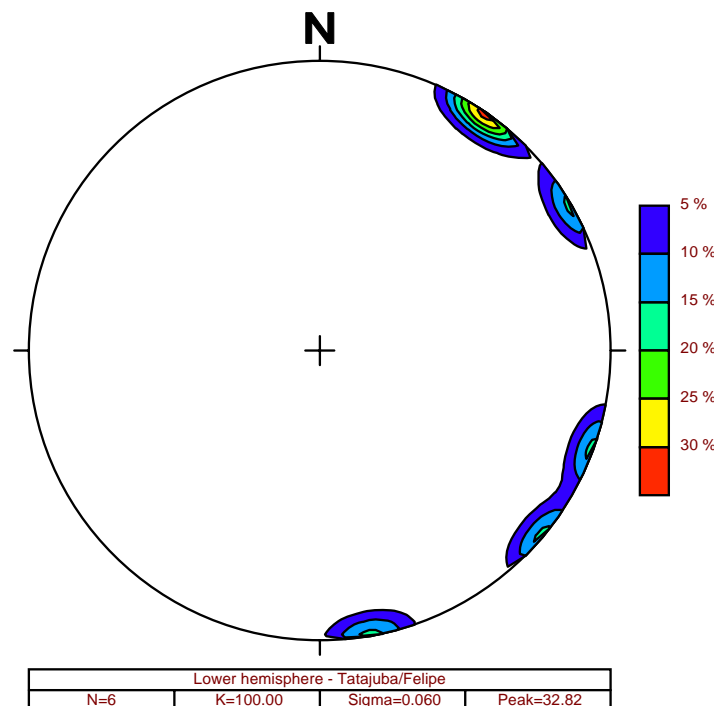 N
5 %
10 %
15 %
20 %
25 %
30 %
Lower hemisphere - Tatajuba/Felipe
N=6 K=100.00 Sigma=0.060 Peak=32.82